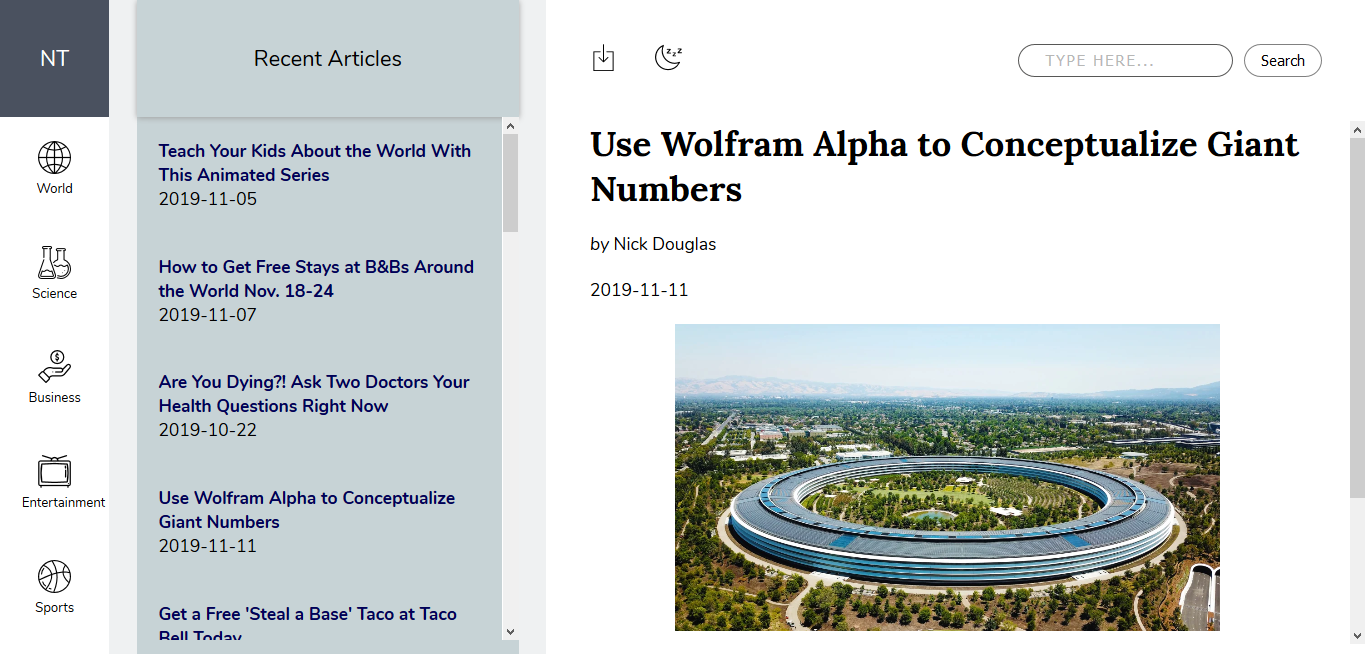 NT
World
Science
Business
Entertainment
Sports
Recent Articles
Teach Your Kids About the World With
This Animated Series
2019-11-05
How to Get Free Stays at B&Bs Around
the World Nov. 18-24
2019-11-07
Are You Dying?! Ask Two Doctors Your
Health Questions Right Now
2019-10-22
Use Wolfram Alpha to Conceptualize
Giant Numbers
2019-11-11
Get a Free 'Steal a Base' Taco at Taco
Bell Today
zzz
TYPE HERE...
Search
Use Wolfram Alpha to Conceptualize Giant
Numbers
by Nick Douglas
2019-11-11